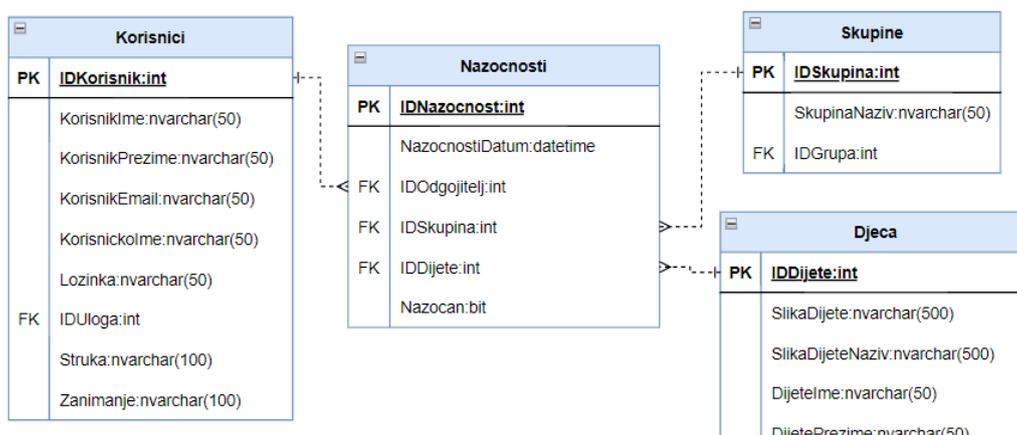 Korisnici
PK IDKorisnik:int
KorisnikIme:nvarchar(50)
KorisnikPrezime:nvarchar(50)
KorisnikEmail:nvarchar(50)
KorisnickoIme:nvarchar(50)
Lozinka:nvarchar(50)
FK IDUloga:int
Struka:nvarchar(100)
Zanimanje:nvarchar(100)
Nazocnosti
PK IDNazocnost:int
NazocnostiDatum:datetime
FK IDOdgojitelj:int
FK IDSkupina:int
FK IDDijete:int
Nazocan:bit
Skupine
PK IDSkupina:int
SkupinaNaziv:nvarchar(50)
FK IDGrupa:int
Djeca
PK IDDijete:int
SlikaDijete:nvarchar(500)
SlikaDijeteNaziv:nvarchar(500)
DijeteIme:nvarchar(50)
DijetePrezime:nvarchar(50)